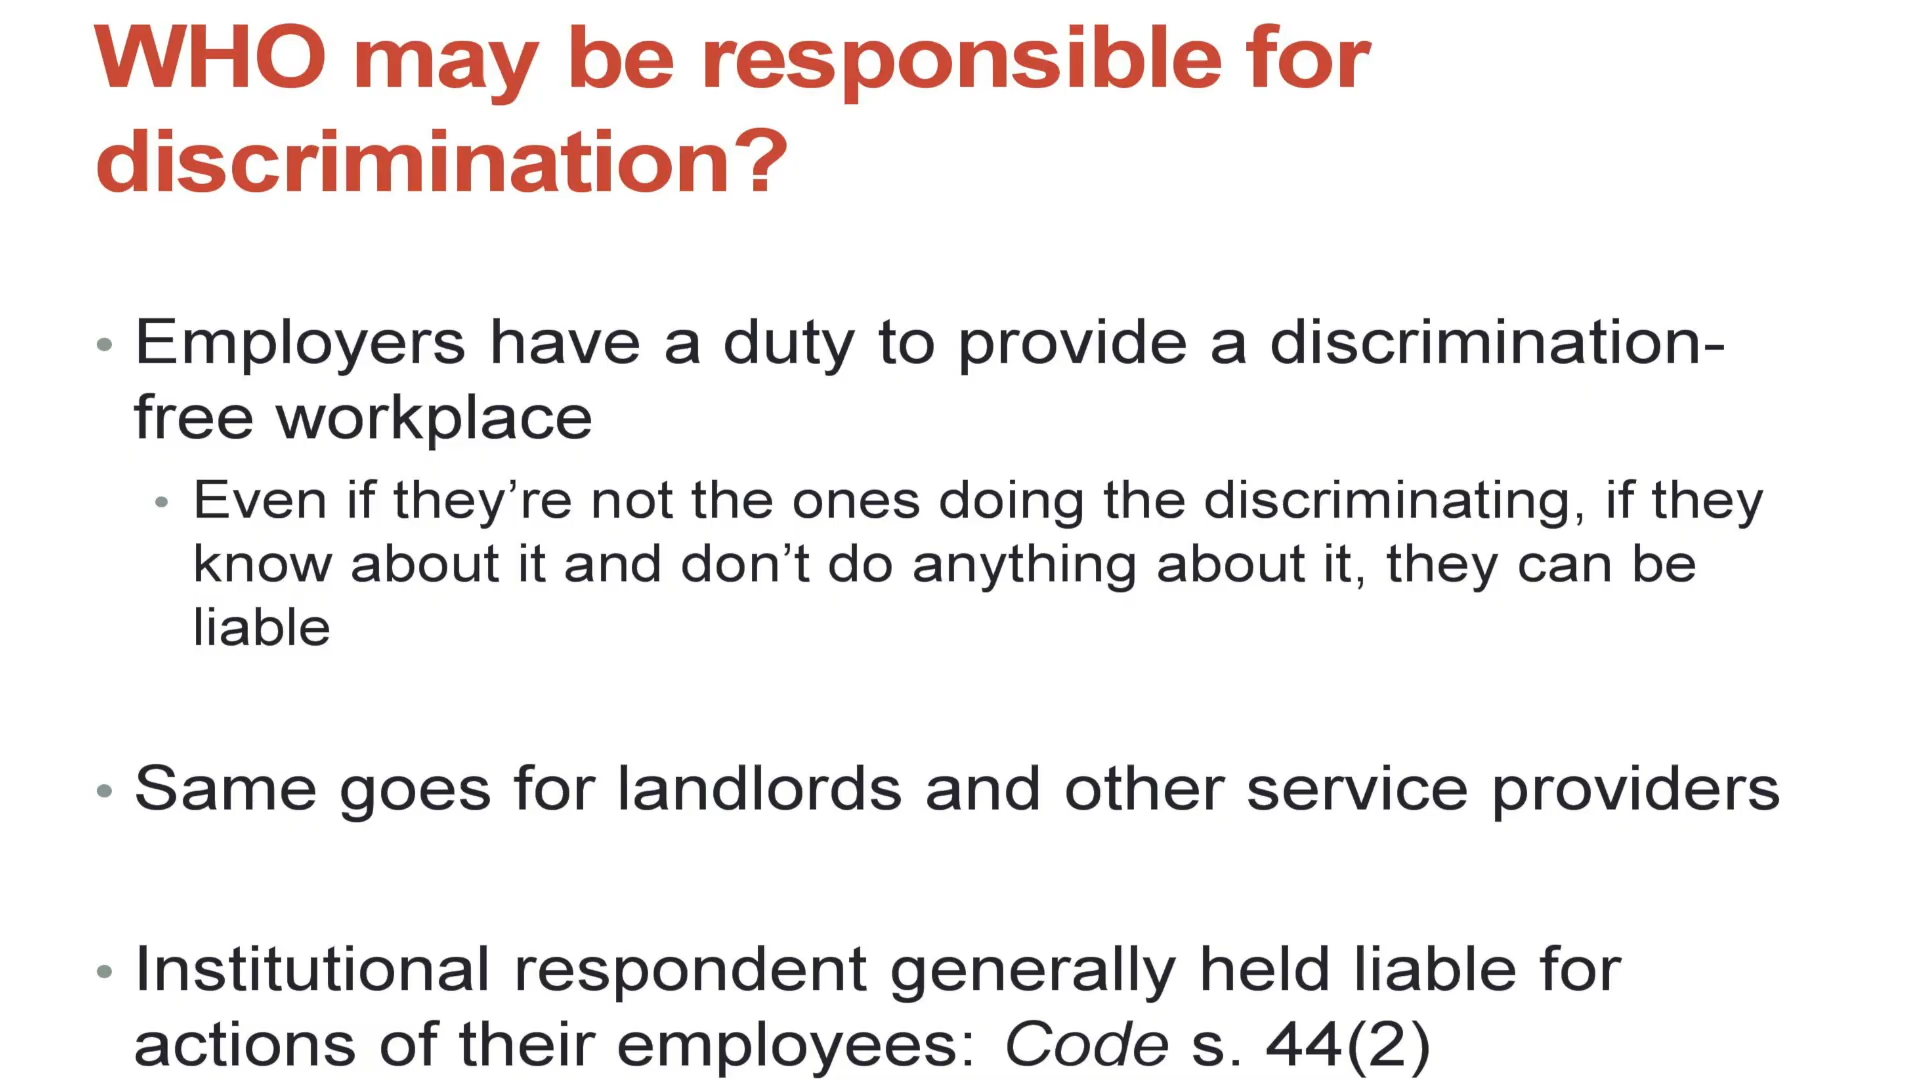 WHO may be responsible for
discrimination?
• Employers have a duty to provide a discrimination-
free workplace
• Even if they’re not the ones doing the discriminating, if they
know about it and don’t do anything about it, they can be
liable
• Same goes for landlords and other service providers
• Institutional respondent generally held liable for
actions of their employees: Code s. 44(2)